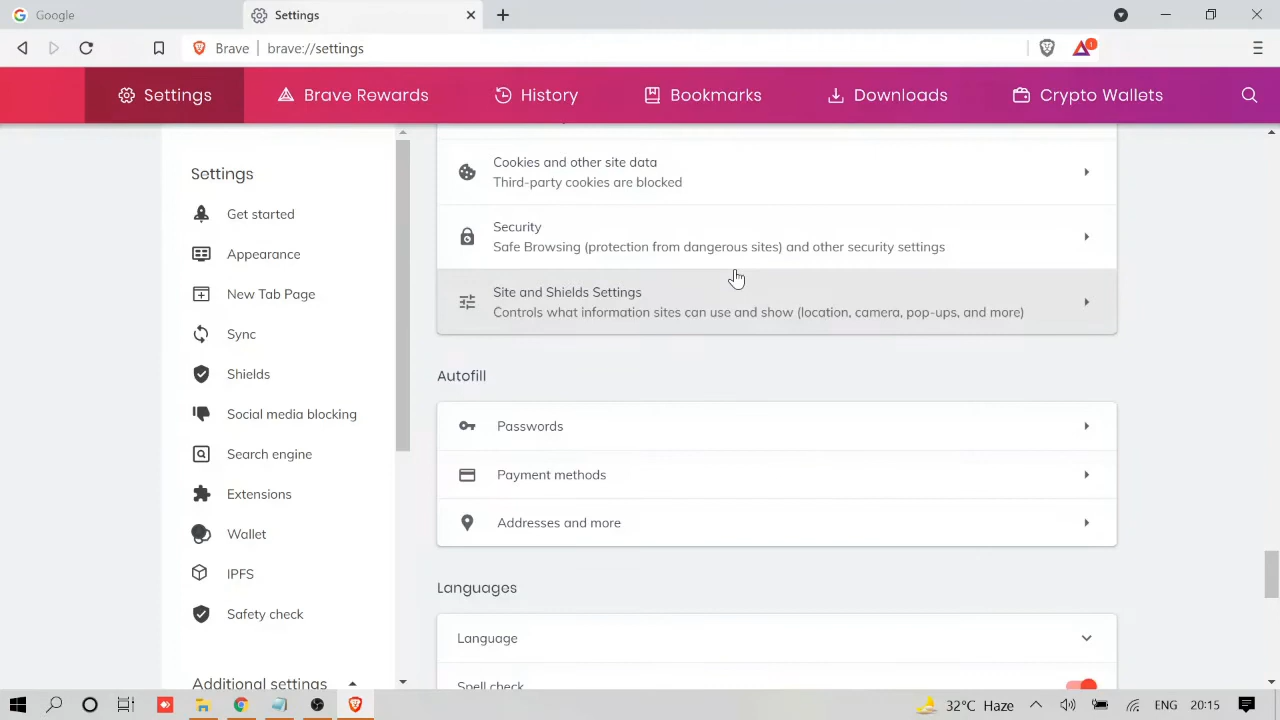 Google
Settings
Brave
brave://settings
1
Settings
Brave Rewards
History
Bookmarks
Downloads
Crypto Wallets
Settings
Get started
Appearance
New Tab Page
Sync
Shields
Social media blocking
Search engine
Extensions
Wallet
IPFS
Safety check
Additional settings
Cookies and other site data
Third-party cookies are blocked
Security
Safe Browsing (protection from dangerous sites) and other security settings
Site and Shields Settings
Controls what information sites can use and show (location, camera, pop-ups, and more)
Autofill
Passwords
Payment methods
Addresses and more
Languages
Language
Spell check
32°C Haze
ENG
20:15